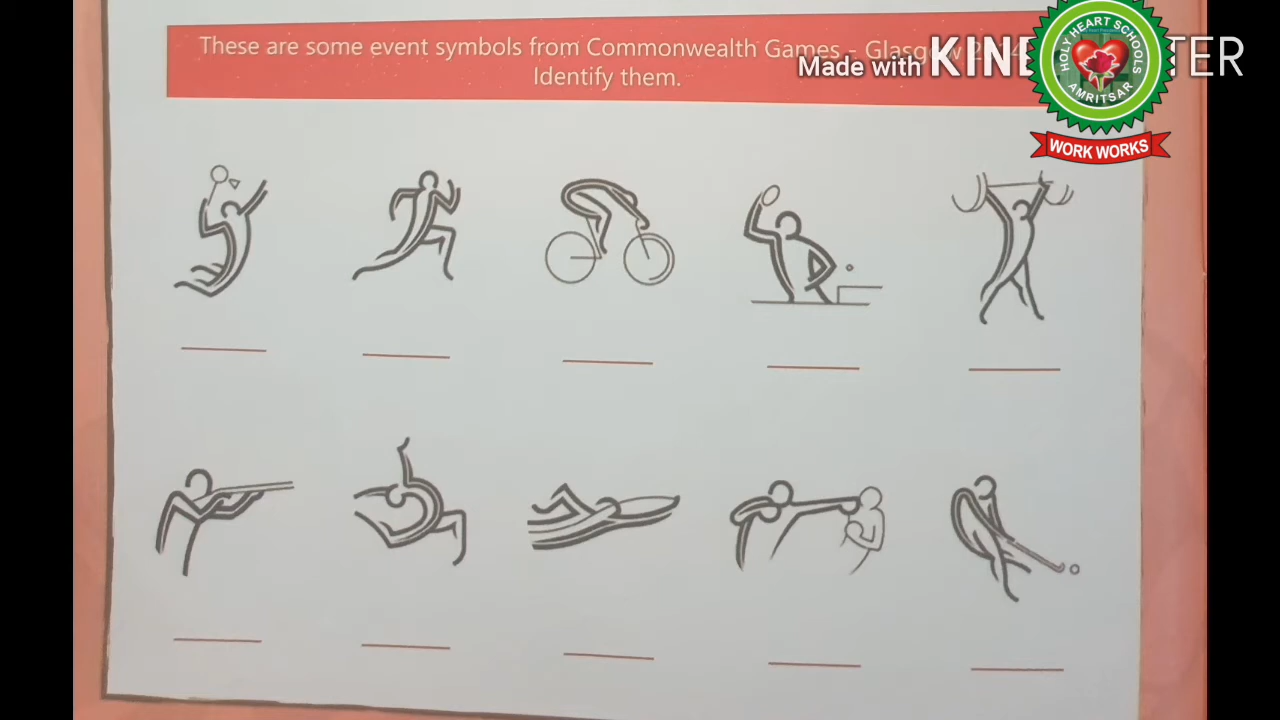 These are some event symbols from Commonwealth Games - Glasgow
Identify them.
Made with KINE TER
HOLY HEART SCHOOLS
AMRITSAR
WORK WORKS